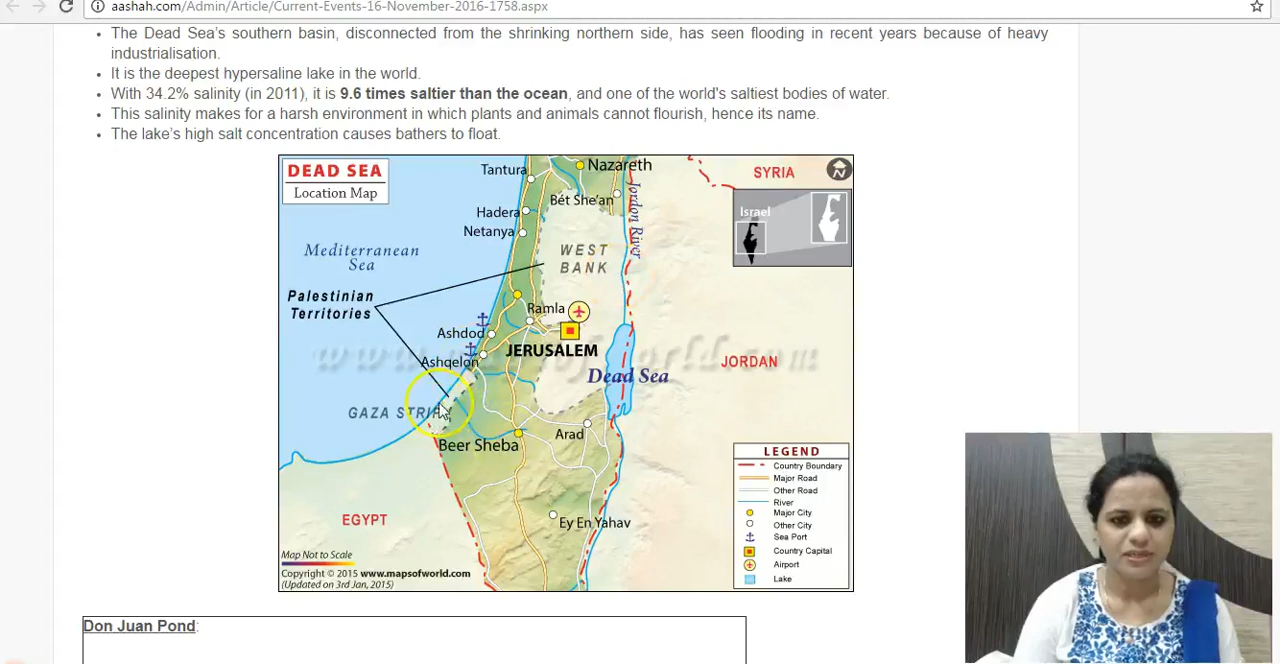 aashah.com/Admin/Article/Current-Events-16-November-2016-1758.aspx
• The Dead Sea's southern basin, disconnected from the shrinking northern side, has seen flooding in recent years because of heavy
industrialisation.
• It is the deepest hypersaline lake in the world.
• With 34.2% salinity (in 2011), it is 9.6 times saltier than the ocean, and one of the world's saltiest bodies of water.
• This salinity makes for a harsh environment in which plants and animals cannot flourish, hence its name.
• The lake's high salt concentration causes bathers to float.
DEAD SEA
Location Map
Tantura
Nazareth
SYRIA
N
Bét She'an
Jordon River
Hadera
Netanya
Israel
Mediterranean
Sea
WEST
BANK
Palestinian
Territories
Ramla
Ashdod
JERUSALEM
Ashqelon
Dead Sea
JORDAN
GAZA STRIP
Beer Sheba
Arad
EGYPT
Ey En Yahav
LEGEND
Country Boundary
Major Road
Other Road
River
Major City
Other City
Sea Port
Country Capital
Airport
Lake
Map Not to Scale
Copyright © 2015 www.mapsofworld.com
(Updated on 3rd Jan, 2015)
Don Juan Pond: